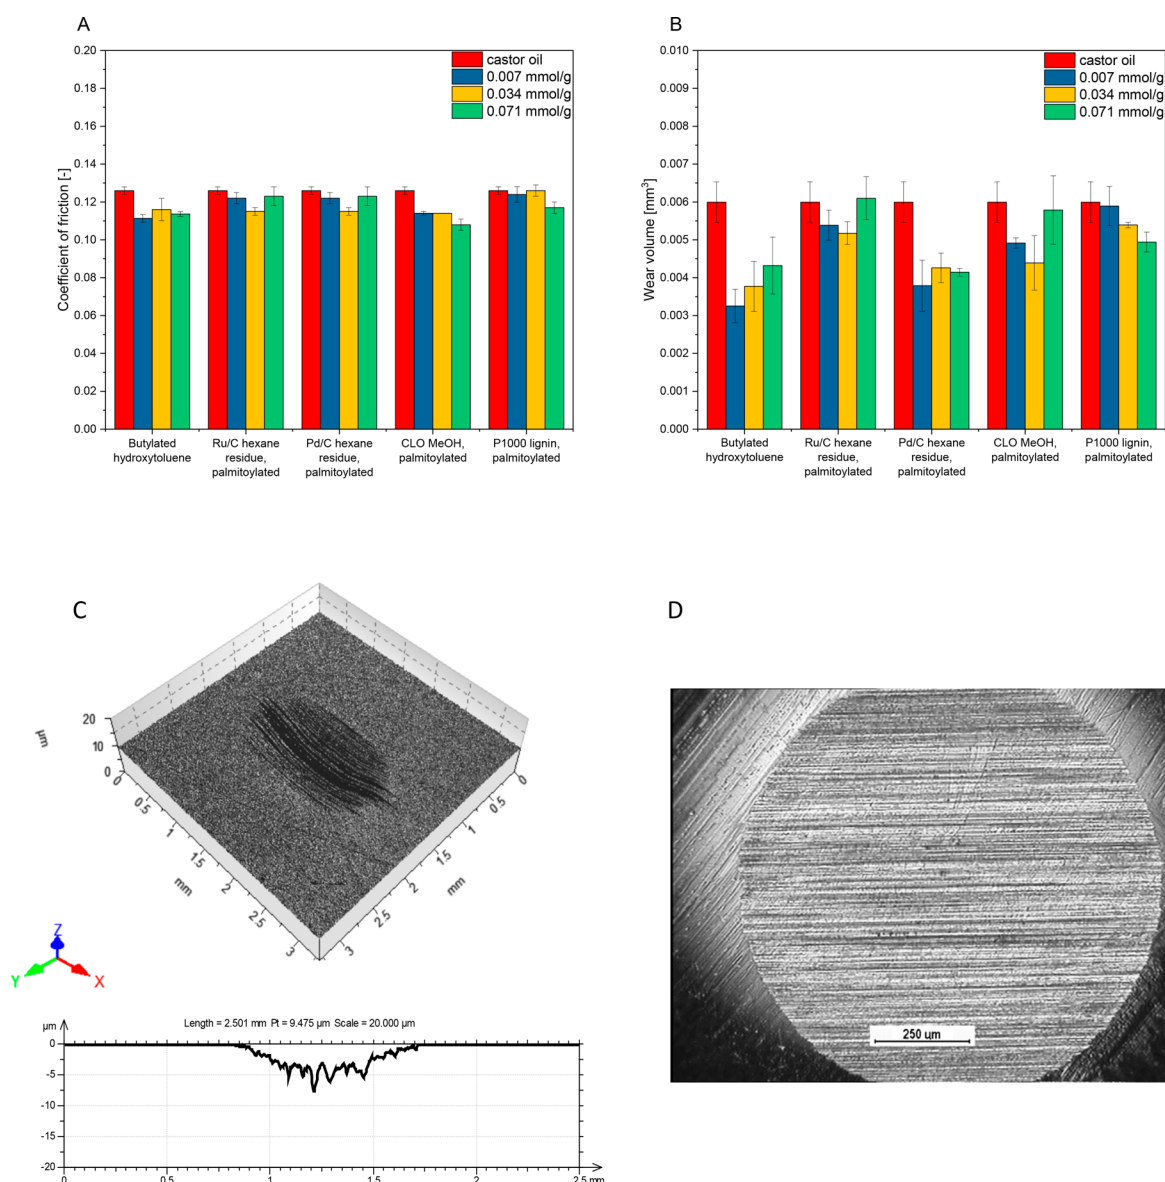 A
0.20
0.18
0.16
0.14
0.12
0.10
0.08
0.06
0.04
0.02
0.00
Coefficient of friction [-]
castor oil
0.007 mmol/g
0.034 mmol/g
0.071 mmol/g
Butylated
hydroxytoluene
Ru/C hexane
residue,
palmitoylated
Pd/C hexane
residue,
palmitoylated
CLO MeOH,
palmitoylated
P1000 lignin,
palmitoylated
B
0.010
0.009
0.008
0.007
0.006
0.005
0.004
0.003
0.002
0.001
0.000
Wear volume [mm³]
castor oil
0.007 mmol/g
0.034 mmol/g
0.071 mmol/g
Butylated
hydroxytoluene
Ru/C hexane
residue,
palmitoylated
Pd/C hexane
residue,
palmitoylated
CLO MeOH,
palmitoylated
P1000 lignin,
palmitoylated
C
µm
20
10
0
0
0.5
1
1.5
2
2.5
3
mm
0
0.5
1
1.5
2
2.5
3
mm
Z
Y
X
µm
Length = 2.501 mm Pt = 9.475 µm Scale = 20.000 µm
0
-5
-10
-15
-20
0
0.5
1
1.5
2
2.5 mm
D
250 um